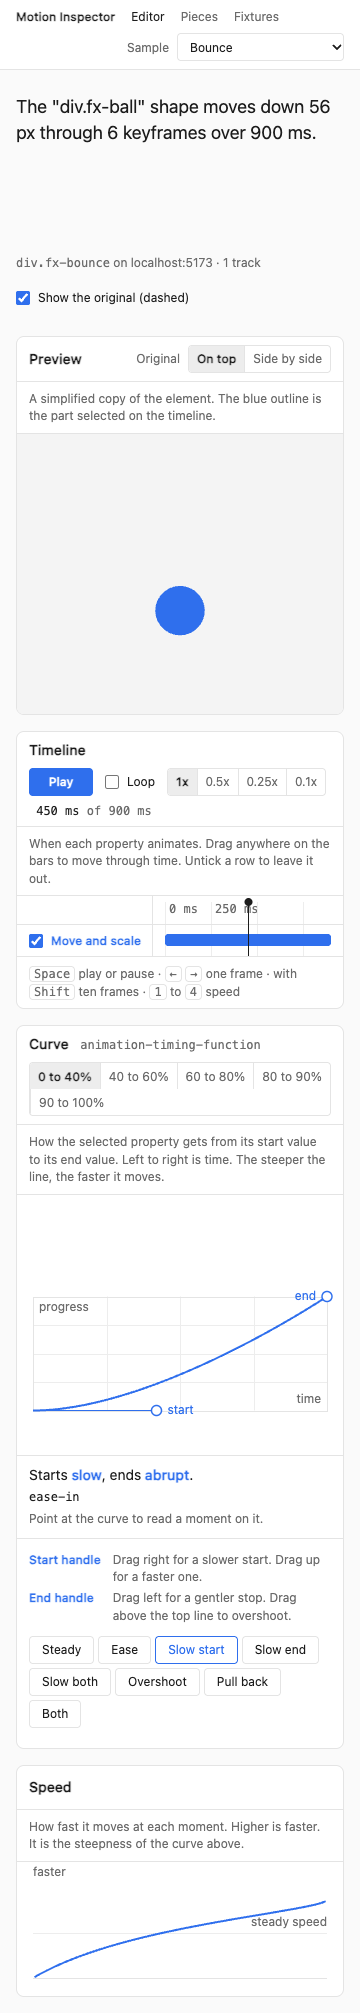 Motion Inspector Editor Pieces Fixtures
Sample Bounce
The "div.fx-ball" shape moves down 56
px through 6 keyframes over 900 ms.
div.fx-bounce on localhost:5173 · 1 track
Show the original (dashed)
Preview Original On top Side by side
A simplified copy of the element. The blue outline is
the part selected on the timeline.
Timeline
Play Loop 1x 0.5x 0.25x 0.1x
450 ms of 900 ms
When each property animates. Drag anywhere on the
bars to move through time. Untick a row to leave it
out.
0 ms 250 ms
Move and scale
Space play or pause · ← → one frame · with
Shift ten frames · 1 to 4 speed
Curve animation-timing-function
0 to 40% 40 to 60% 60 to 80% 80 to 90%
90 to 100%
How the selected property gets from its start value
to its end value. Left to right is time. The steeper the
line, the faster it moves.
end
progress
time
start
Starts slow, ends abrupt.
ease-in
Point at the curve to read a moment on it.
Start handle Drag right for a slower start. Drag up
for a faster one.
End handle Drag left for a gentler stop. Drag
above the top line to overshoot.
Steady Ease Slow start Slow end
Slow both Overshoot Pull back
Both
Speed
How fast it moves at each moment. Higher is faster.
It is the steepness of the curve above.
faster
steady speed